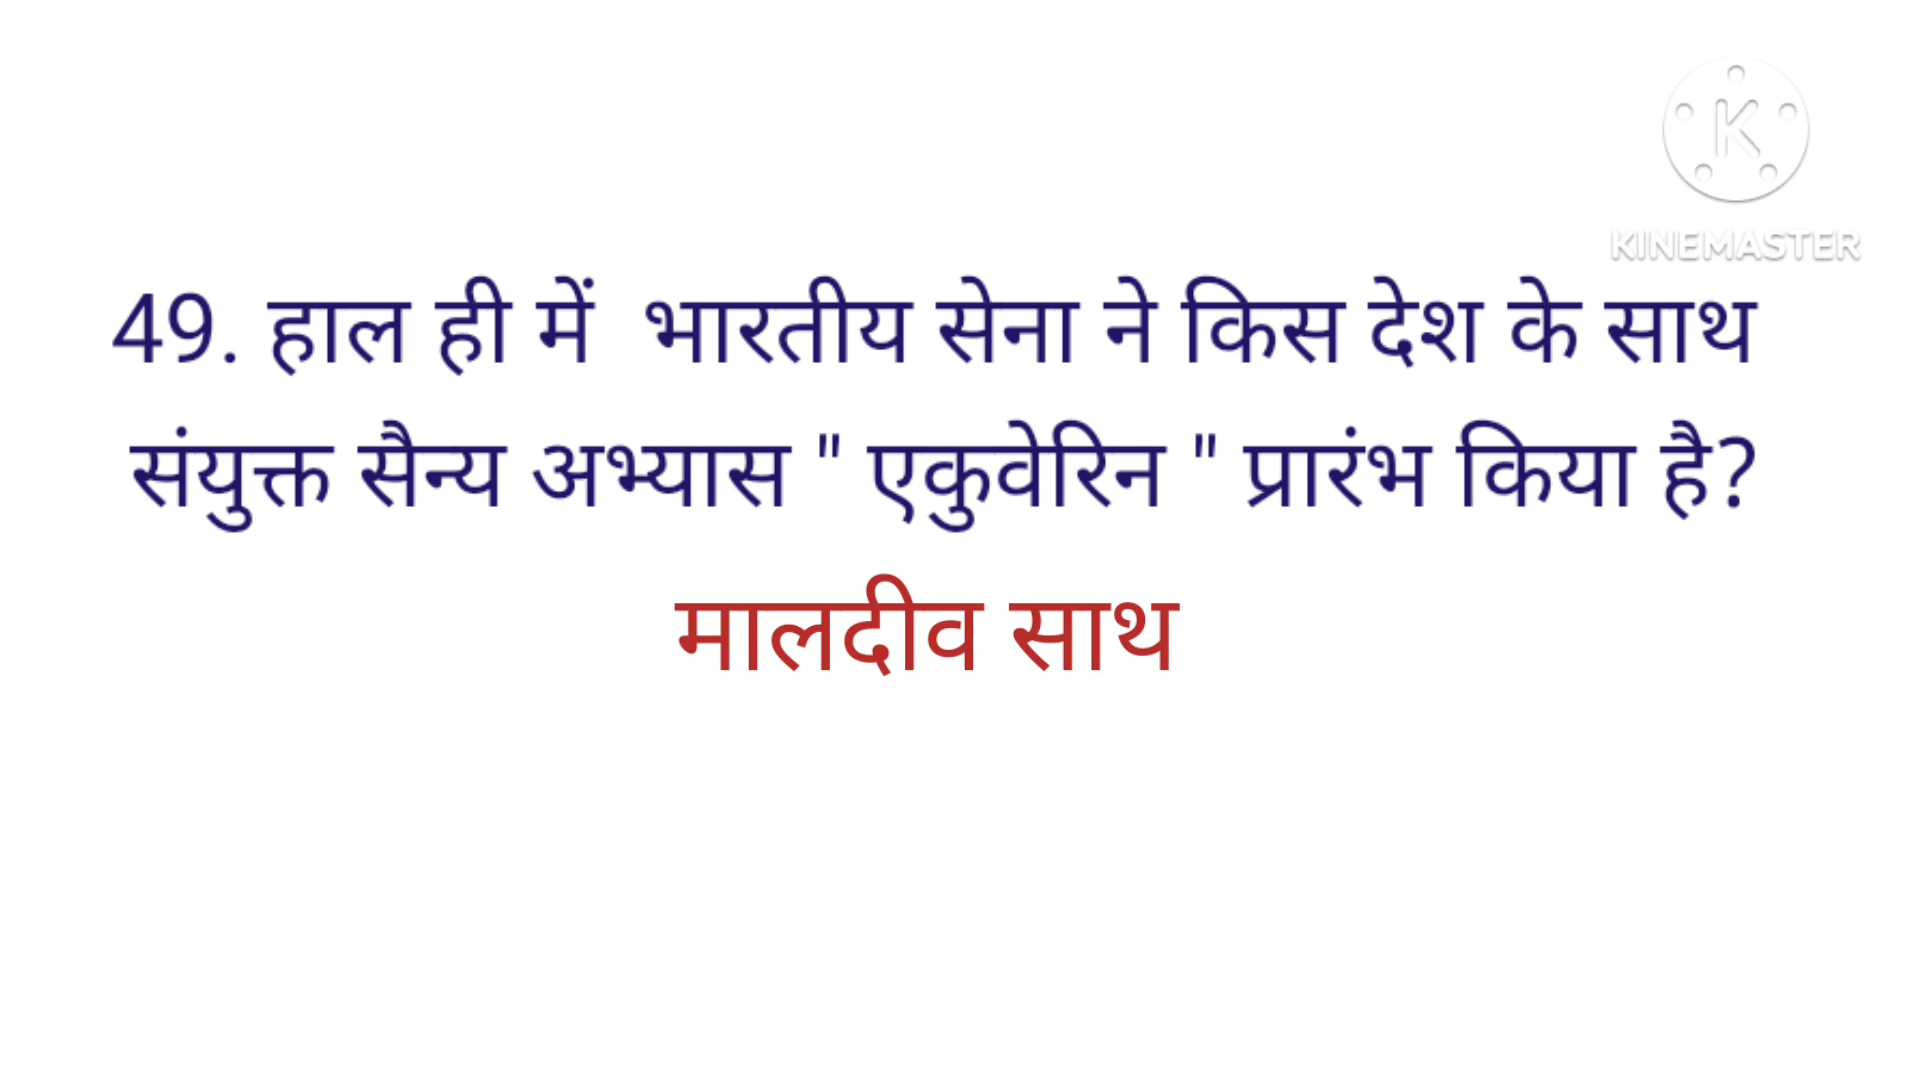 K
KINEMASTER
49. हाल ही में भारतीय सेना ने किस देश के साथ
संयुक्त सैन्य अभ्यास " एकुवेरिन " प्रारंभ किया है?
मालदीव साथ